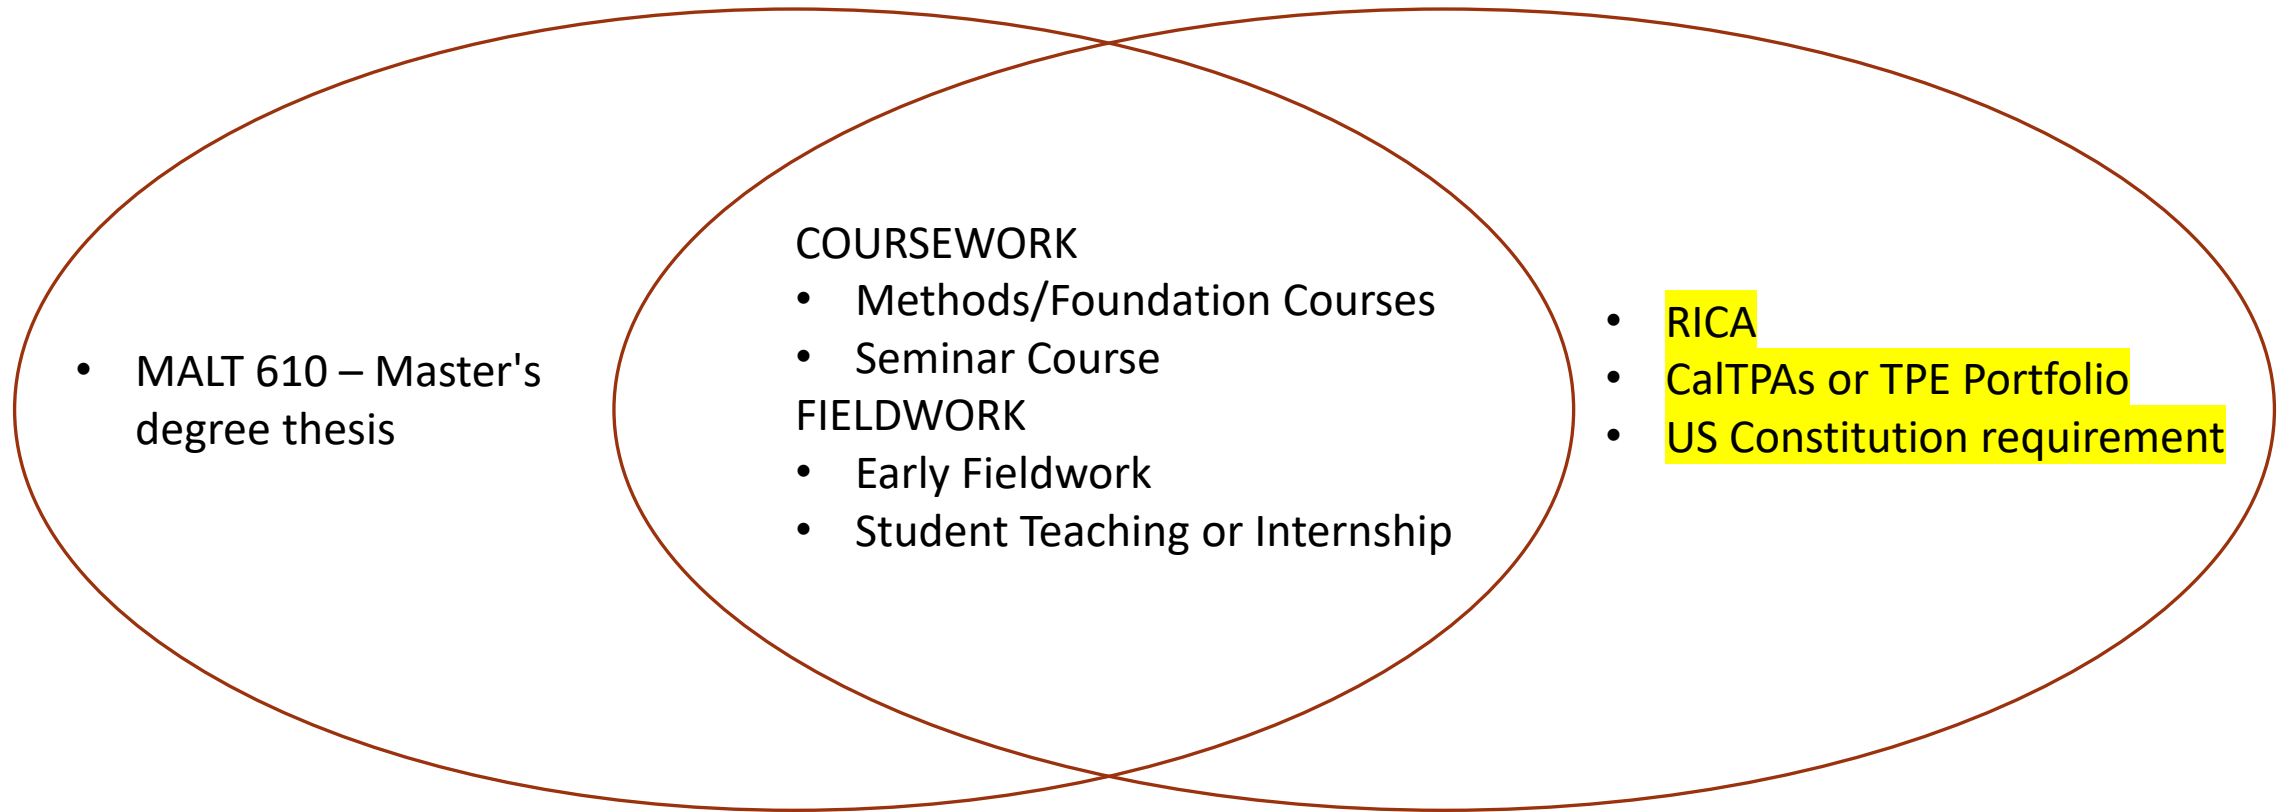 • MALT 610 – Master's
degree thesis
COURSEWORK
• Methods/Foundation Courses
• Seminar Course
FIELDWORK
• Early Fieldwork
• Student Teaching or Internship
• RICA
• CalTPAs or TPE Portfolio
• US Constitution requirement